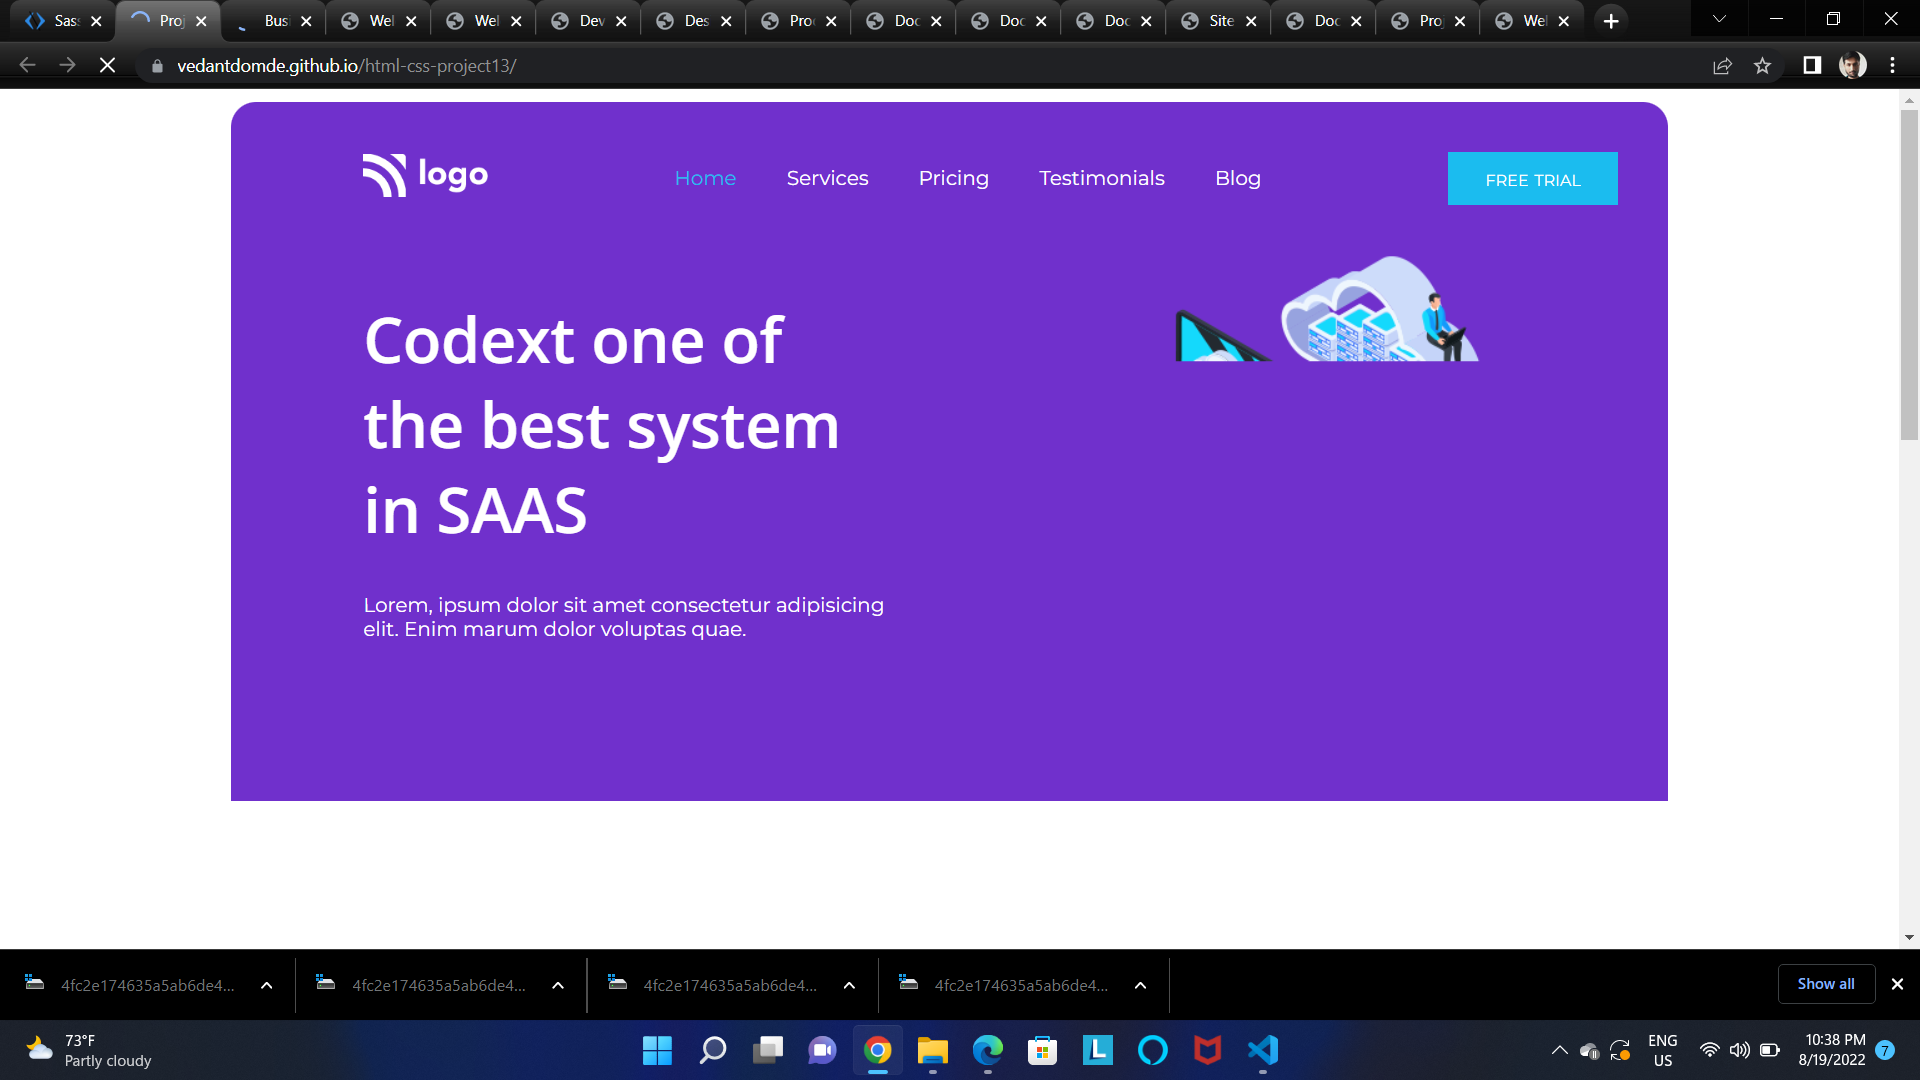 Sas
Proj
Busi
Wel
Wel
Dev
Des
Proc
Doc
Doc
Doc
Site
Doc
Proj
Wel
vedantdomde.github.io/html-css-project13/
logo
Home
Services
Pricing
Testimonials
Blog
FREE TRIAL
Codext one of
the best system
in SAAS
Lorem, ipsum dolor sit amet consectetur adipisicing
elit. Enim marum dolor voluptas quae.
4fc2e174635a5ab6de4...
4fc2e174635a5ab6de4...
4fc2e174635a5ab6de4...
4fc2e174635a5ab6de4...
Show all
73°F
Partly cloudy
L
ENG
US
10:38 PM
8/19/2022
7